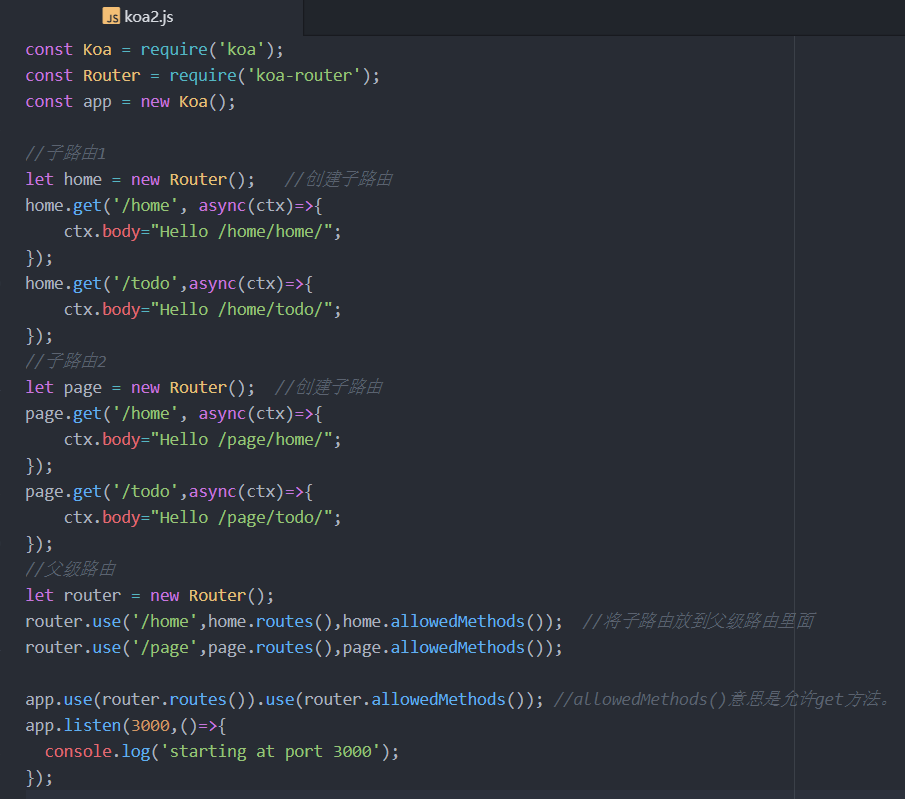 JS koa2.js
const Koa = require('koa');
const Router = require('koa-router');
const app = new Koa();
//子路由1
let home = new Router();   //创建子路由
home.get('/home', async(ctx)=>{
    ctx.body="Hello /home/home/";
});
home.get('/todo',async(ctx)=>{
    ctx.body="Hello /home/todo/";
});
//子路由2
let page = new Router();  //创建子路由
page.get('/home', async(ctx)=>{
    ctx.body="Hello /page/home/";
});
page.get('/todo',async(ctx)=>{
    ctx.body="Hello /page/todo/";
});
//父级路由
let router = new Router();
router.use('/home',home.routes(),home.allowedMethods());  //将子路由放到父级路由里面
router.use('/page',page.routes(),page.allowedMethods());
app.use(router.routes()).use(router.allowedMethods()); //allowedMethods()意思是允许get方法。
app.listen(3000,()=>{
  console.log('starting at port 3000');
});